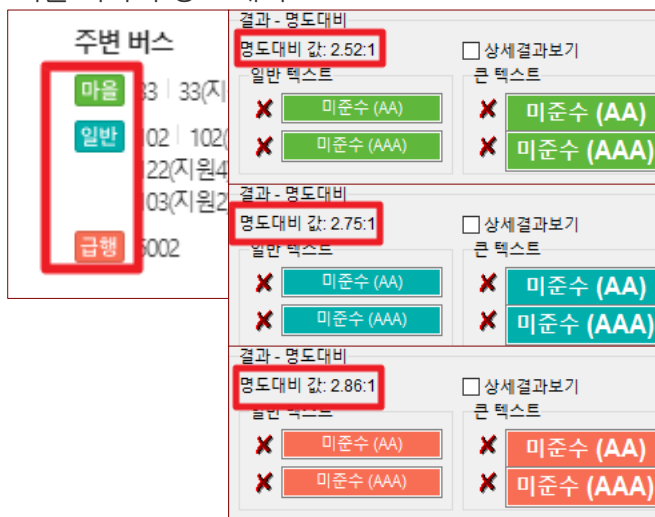 주변 버스
마을 33 33(지
일반 102 102(
122(지원4
103(지원2
급행 6002
결과 - 명도대비
명도대비 값: 2.52:1
상세결과보기
일반 텍스트
큰 텍스트
미준수 (AA)
미준수 (AA)
미준수 (AAA)
미준수 (AAA)
결과 - 명도대비
명도대비 값: 2.75:1
상세결과보기
일반 텍스트
큰 텍스트
미준수 (AA)
미준수 (AA)
미준수 (AAA)
미준수 (AAA)
결과 - 명도대비
명도대비 값: 2.86:1
상세결과보기
일반 텍스트
큰 텍스트
미준수 (AA)
미준수 (AA)
미준수 (AAA)
미준수 (AAA)